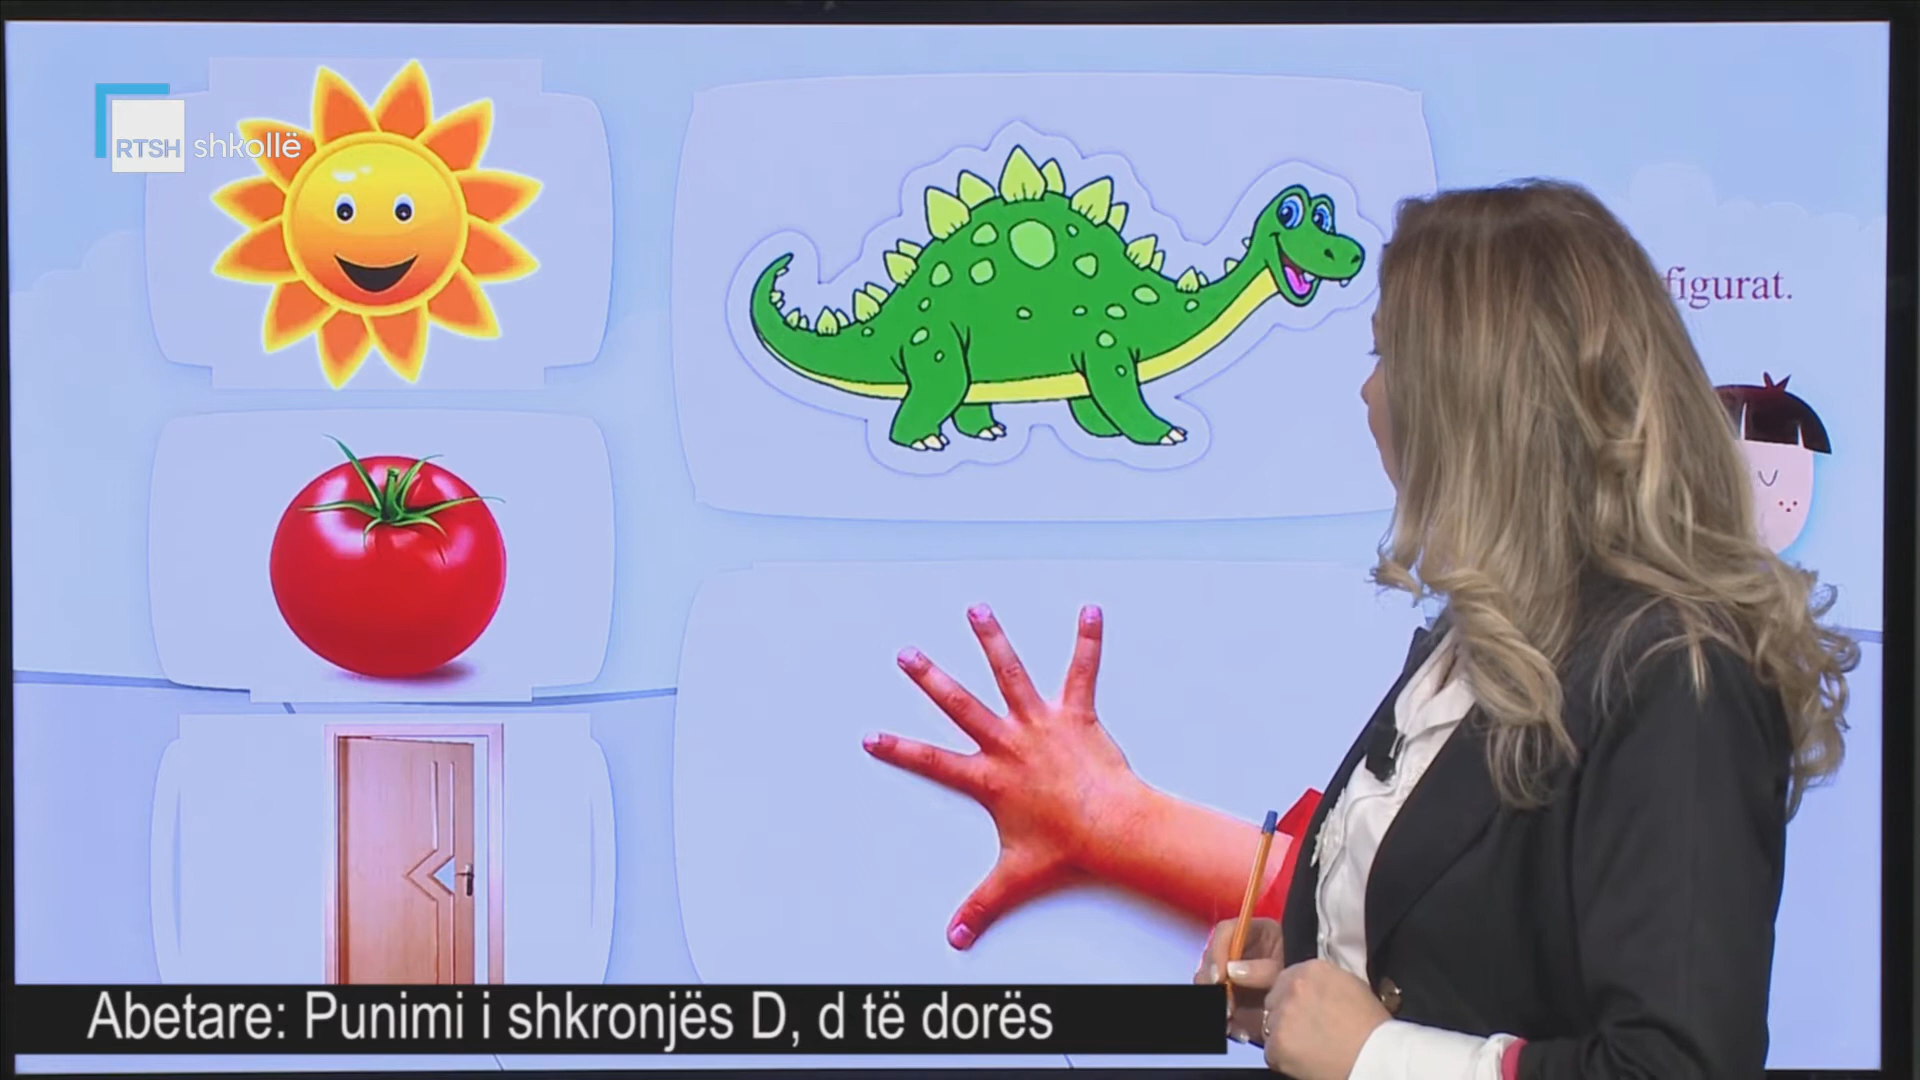 RTSH shkollë
figurat.
Abetare: Punimi i shkronjës D, d të dorës